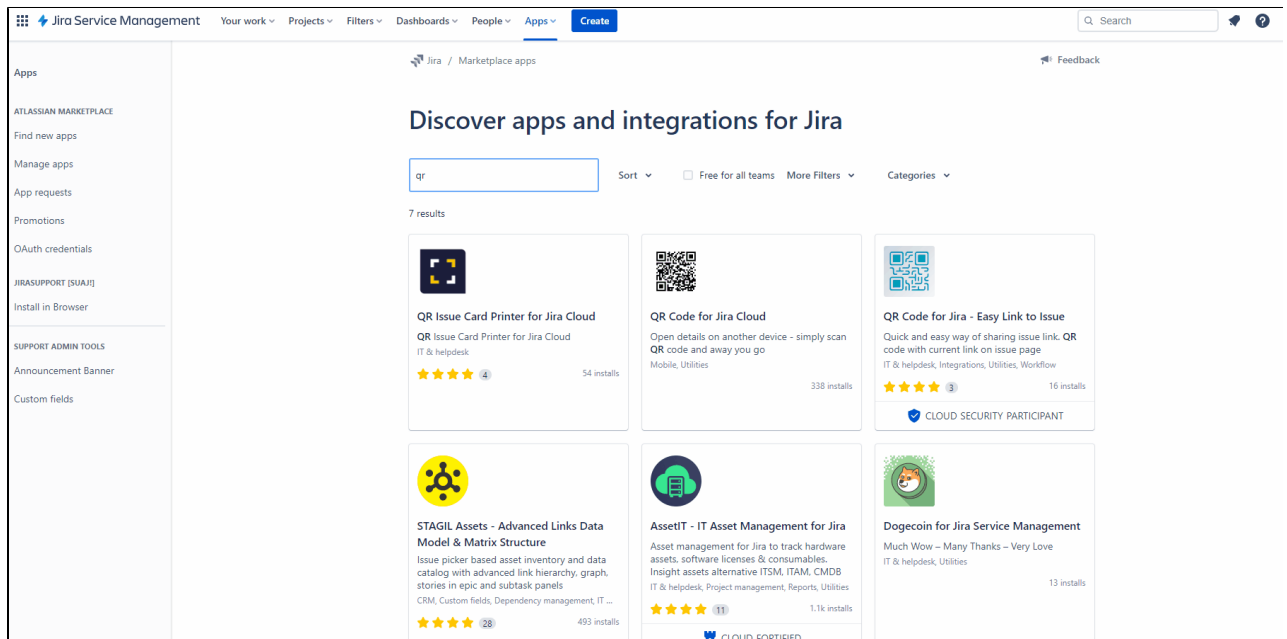 Jira Service Management
Your work
Projects
Filters
Dashboards
People
Apps
Create
Search
Apps
ATLASSIAN MARKETPLACE
Find new apps
Manage apps
App requests
Promotions
OAuth credentials
JIRASUPPORT [SUAJ!]
Install in Browser
SUPPORT ADMIN TOOLS
Announcement Banner
Custom fields
Jira / Marketplace apps
Feedback
Discover apps and integrations for Jira
qr
Sort
Free for all teams
More Filters
Categories
7 results
QR Issue Card Printer for Jira Cloud
QR Issue Card Printer for Jira Cloud
IT & helpdesk
4
54 installs
QR Code for Jira Cloud
Open details on another device - simply scan
QR code and away you go
Mobile, Utilities
338 installs
QR Code for Jira - Easy Link to Issue
Quick and easy way of sharing issue link. QR
code with current link on issue page
IT & helpdesk, Integrations, Utilities, Workflow
3
16 installs
CLOUD SECURITY PARTICIPANT
STAGIL Assets - Advanced Links Data
Model & Matrix Structure
Issue picker based asset inventory and data
catalog with advanced link hierarchy, graph,
stories in epic and subtask panels
CRM, Custom fields, Dependency management, IT ...
28
493 installs
AssetIT - IT Asset Management for Jira
Asset management for Jira to track hardware
assets, software licenses & consumables.
Insight assets alternative ITSM, ITAM, CMDB
IT & helpdesk, Project management, Reports, Utilities
11
1.1k installs
CLOUD FORTIFIED
Dogecoin for Jira Service Management
Much Wow – Many Thanks – Very Love
IT & helpdesk, Utilities
13 installs